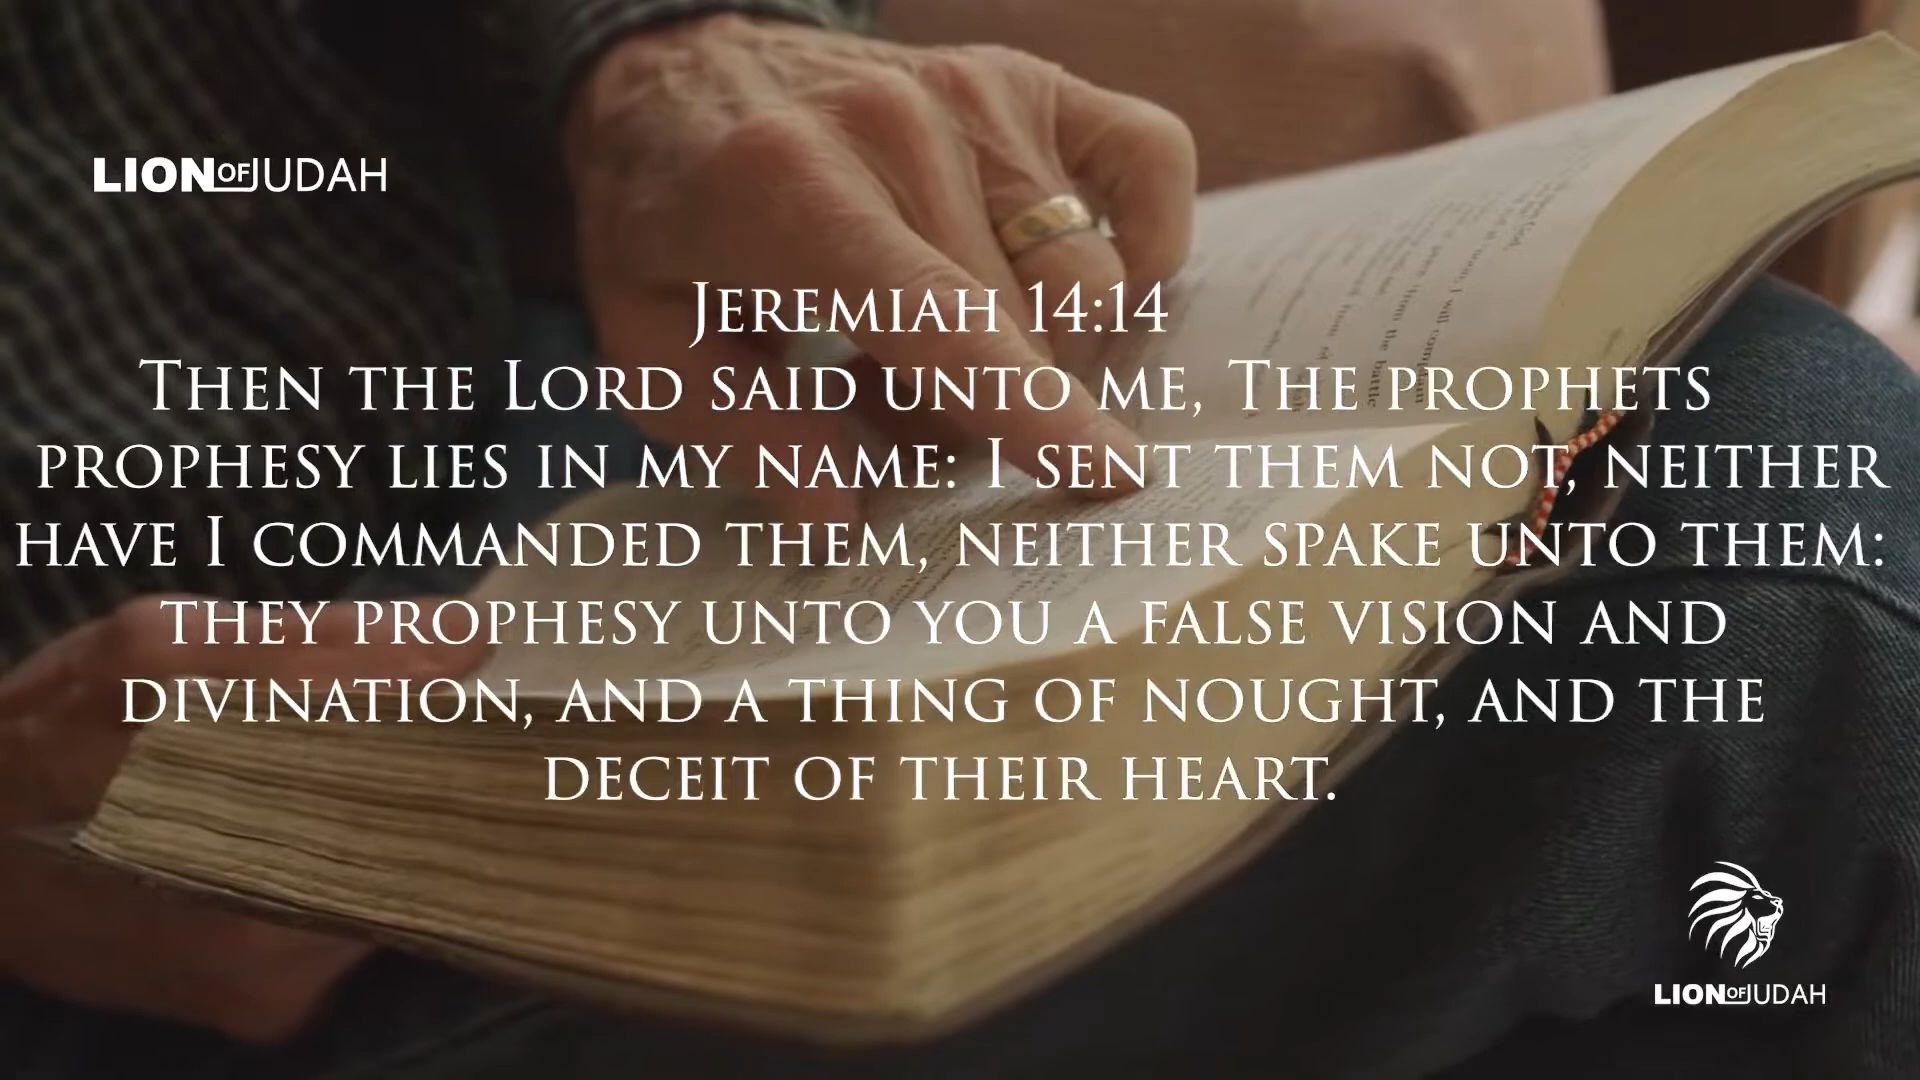 LION OF JUDAH
JEREMIAH 14:14
THEN THE LORD SAID UNTO ME, THE PROPHETS
PROPHESY LIES IN MY NAME: I SENT THEM NOT, NEITHER
HAVE I COMMANDED THEM, NEITHER SPAKE UNTO THEM:
THEY PROPHESY UNTO YOU A FALSE VISION AND
DIVINATION, AND A THING OF NOUGHT, AND THE
DECEIT OF THEIR HEART.
LION OF JUDAH